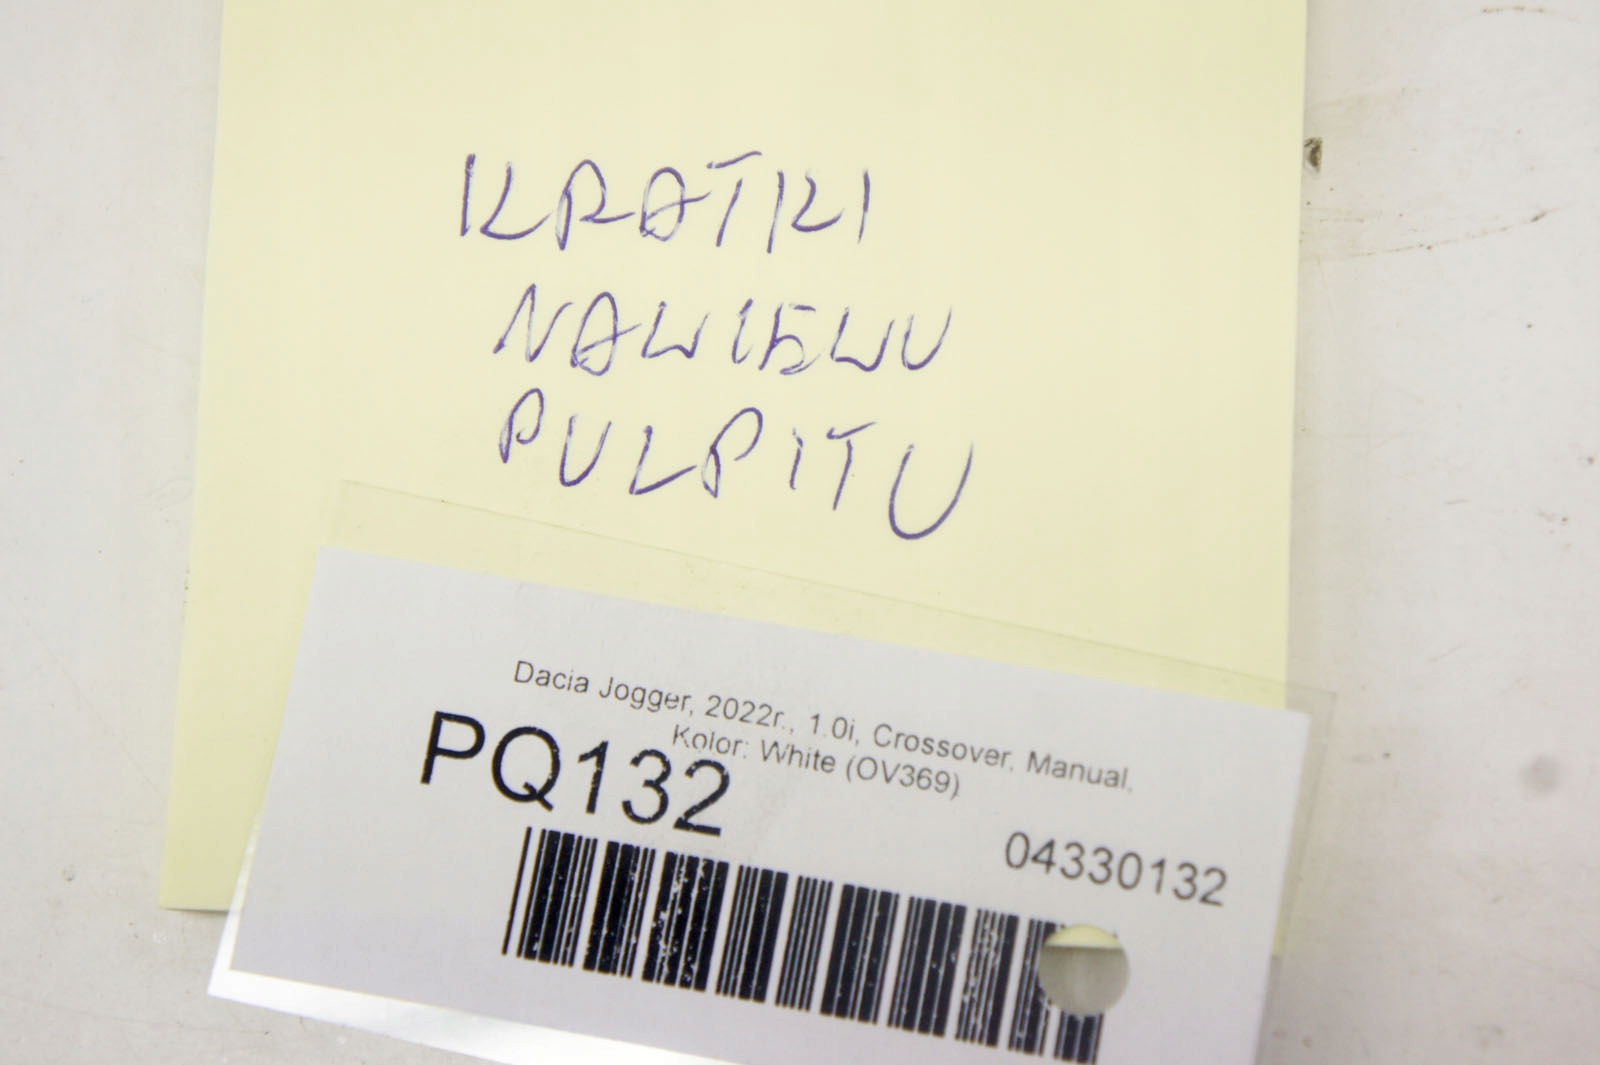 KRATKI
NAWIEWU
PULPITU
Dacia Jogger, 2022r., 1.0i, Crossover, Manual,
Kolor: White (OV369)
PQ132
04330132